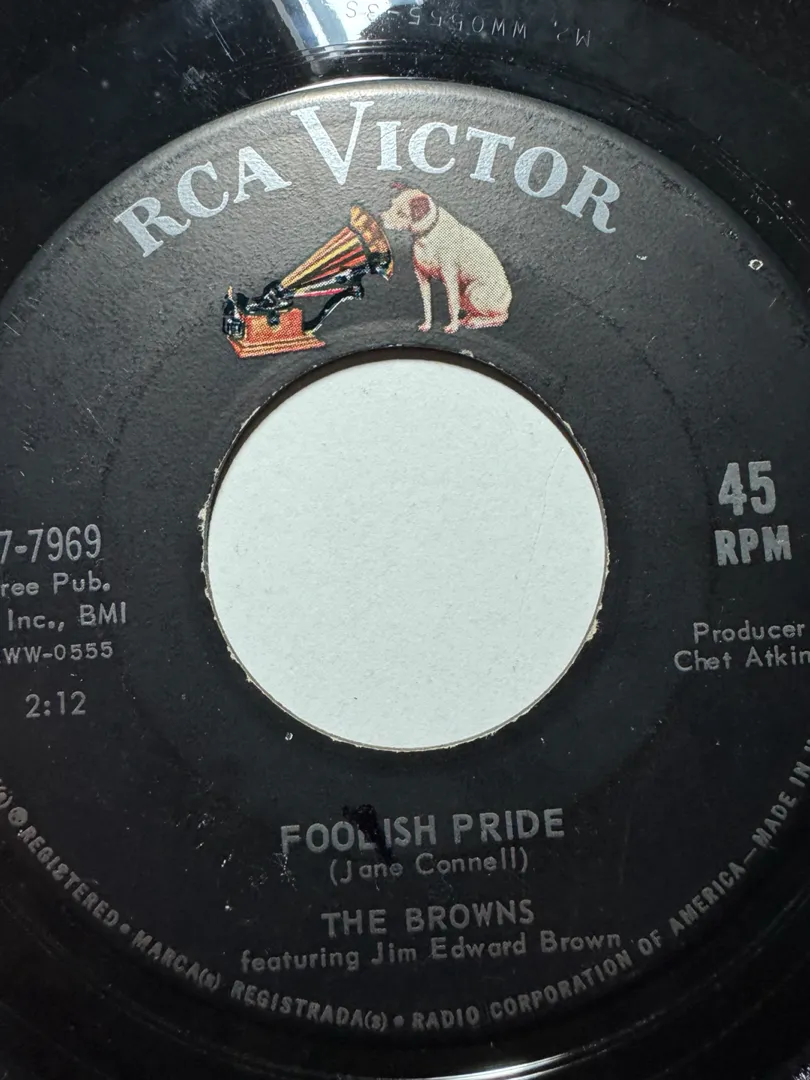 RCA VICTOR
7-7969
ree Pub.
Inc., BMI
WW-0555
2:12
45
RPM
Producer
Chet Atkin
FOOLISH PRIDE
(Jane Connell)
THE BROWNS
featuring Jim Edward Brown
REGISTERED • MARCA(s) REGISTRADA(s) • RADIO CORPORATION OF AMERICA—MADE IN